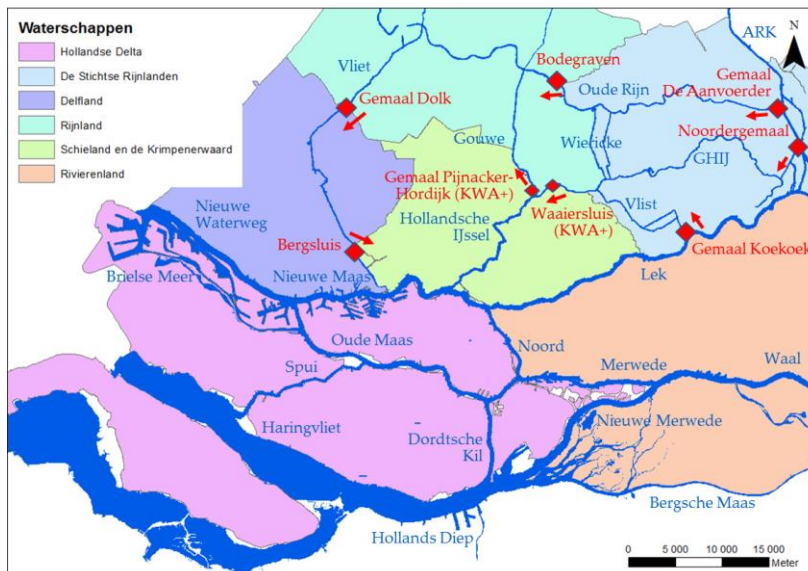 Waterschappen
Hollandse Delta
De Stichtse Rijnlanden
Delfland
Rijnland
Schieland en de Krimpenerwaard
Rivierenland
ARK
N
Vliet
Bodegraven
Gemaal
De Aanvoerder
Oude Rijn
Gemaal Dolk
Noordergemaal
Gouwe
Wiericke
GHIJ
Gemaal Pijnacker-
Hordijk (KWA+)
Nieuwe
Waterweg
Hollandsche
IJssel
Waaiersluis
(KWA+)
Vlist
Bergsluis
Gemaal Koekoek
Brielse Meer
Nieuwe Maas
Lek
Oude Maas
Noord
Spui
Merwede
Waal
Haringvliet
Dordtsche
Kil
Nieuwe Merwede
Bergsche Maas
Hollands Diep
0 5 000 10 000 15 000
Meter